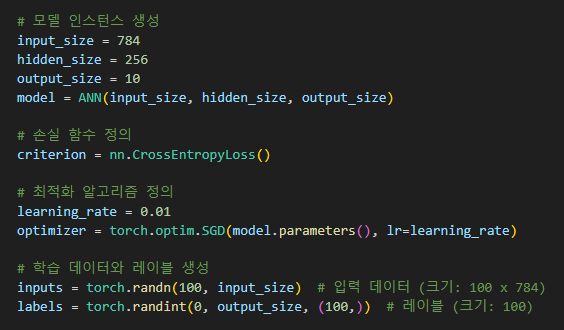 # 모델 인스턴스 생성
input_size = 784
hidden_size = 256
output_size = 10
model = ANN(input_size, hidden_size, output_size)
# 손실 함수 정의
criterion = nn.CrossEntropyLoss()
# 최적화 알고리즘 정의
learning_rate = 0.01
optimizer = torch.optim.SGD(model.parameters(), lr=learning_rate)
# 학습 데이터와 레이블 생성
inputs = torch.randn(100, input_size)  # 입력 데이터 (크기: 100 x 784)
labels = torch.randint(0, output_size, (100,))  # 레이블 (크기: 100)